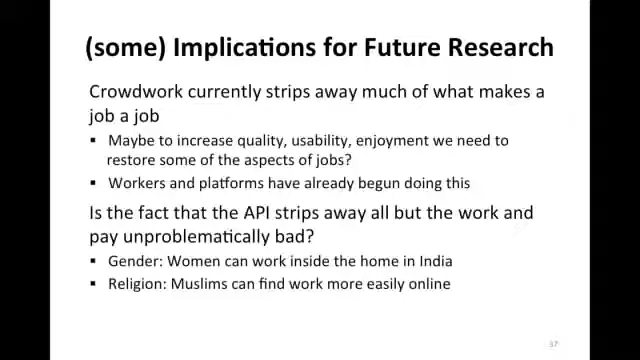 (some) Implications for Future Research
Crowdwork currently strips away much of what makes a
job a job
▪ Maybe to increase quality, usability, enjoyment we need to
restore some of the aspects of jobs?
▪ Workers and platforms have already begun doing this
Is the fact that the API strips away all but the work and
pay unproblematically bad?
▪ Gender: Women can work inside the home in India
▪ Religion: Muslims can find work more easily online
37